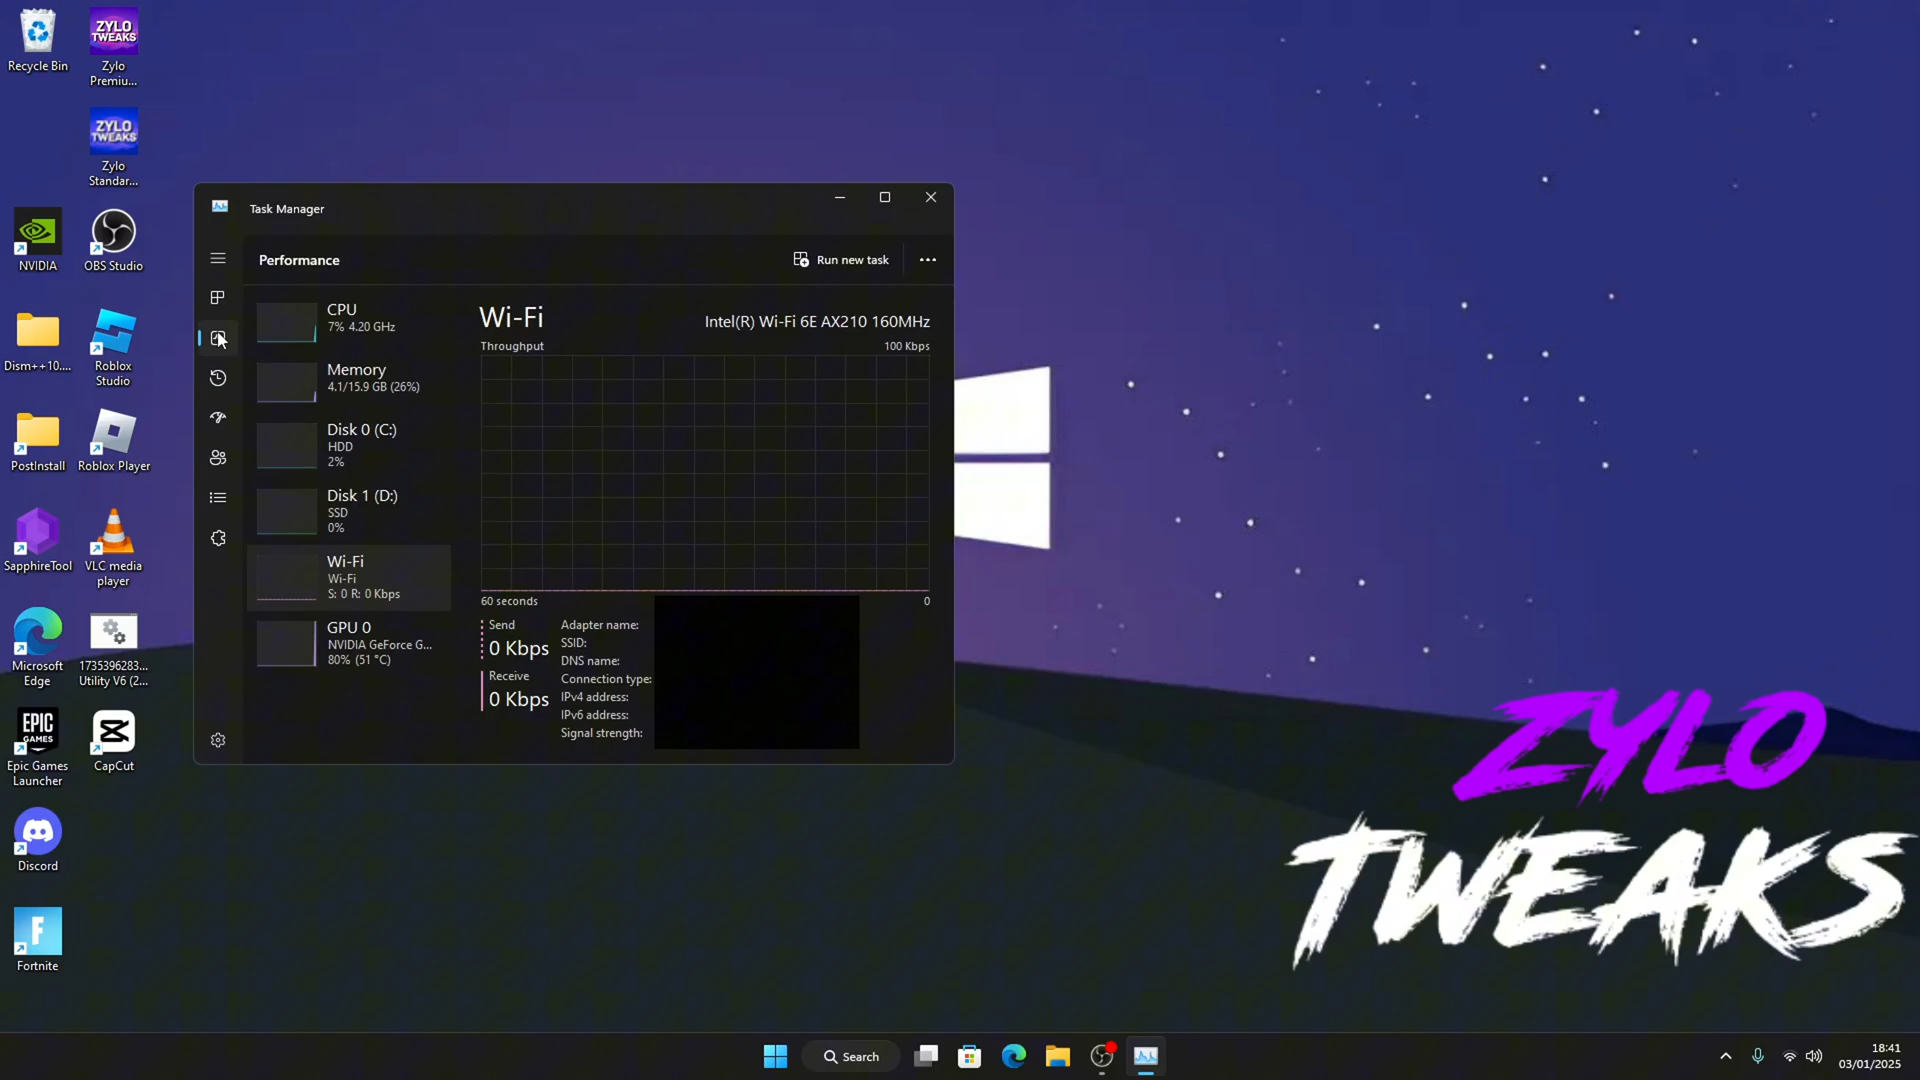 Recycle Bin
ZYLO
TWEAKS
Zylo
Premiu...
ZYLO
TWEAKS
Zylo
Standar...
NVIDIA
OBS Studio
Dism++10....
Roblox
Studio
PostInstall
Roblox Player
SapphireTool
VLC media
player
Microsoft
Edge
1735396283...
Utility V6 (2...
EPIC
GAMES
Epic Games
Launcher
CapCut
Discord
Fortnite
Task Manager
Performance
Run new task
CPU
7% 4.20 GHz
Memory
4.1/15.9 GB (26%)
Disk 0 (C:)
HDD
2%
Disk 1 (D:)
SSD
0%
Wi-Fi
Wi-Fi
S: 0 R: 0 Kbps
GPU 0
NVIDIA GeForce G...
80% (51 °C)
Wi-Fi
Intel(R) Wi-Fi 6E AX210 160MHz
Throughput
100 Kbps
60 seconds
0
Send
0 Kbps
Receive
0 Kbps
Adapter name:
SSID:
DNS name:
Connection type:
IPv4 address:
IPv6 address:
Signal strength:
ZYLO
TWEAKS
Search
18:41
03/01/2025